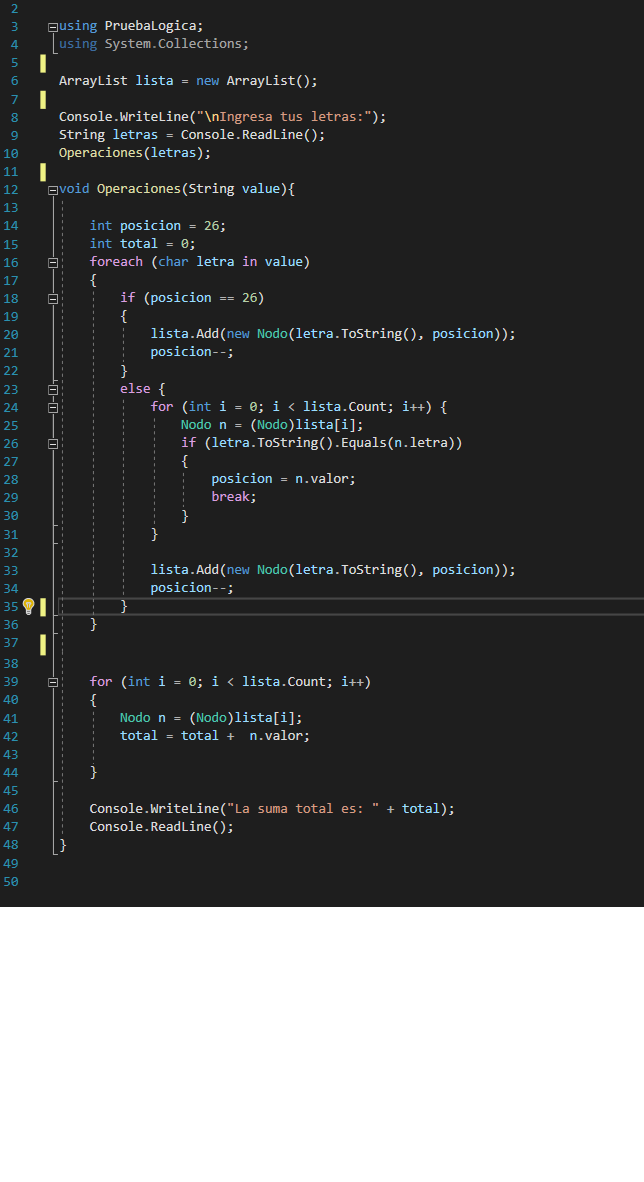 2
3 using PruebaLogica;
4 using System.Collections;
5
6 ArrayList lista = new ArrayList();
7
8 Console.WriteLine("\nIngresa tus letras:");
9 String letras = Console.ReadLine();
10 Operaciones(letras);
11
12 void Operaciones(String value){
13
14 int posicion = 26;
15 int total = 0;
16 foreach (char letra in value)
17 {
18 if (posicion == 26)
19 {
20 lista.Add(new Nodo(letra.ToString(), posicion));
21 posicion--;
22 }
23 else {
24 for (int i = 0; i < lista.Count; i++) {
25 Nodo n = (Nodo)lista[i];
26 if (letra.ToString().Equals(n.letra))
27 {
28 posicion = n.valor;
29 break;
30 }
31 }
32
33 lista.Add(new Nodo(letra.ToString(), posicion));
34 posicion--;
35 }
36 }
37
38
39 for (int i = 0; i < lista.Count; i++)
40 {
41 Nodo n = (Nodo)lista[i];
42 total = total +  n.valor;
43
44 }
45
46 Console.WriteLine("La suma total es: " + total);
47 Console.ReadLine();
48 }
49
50